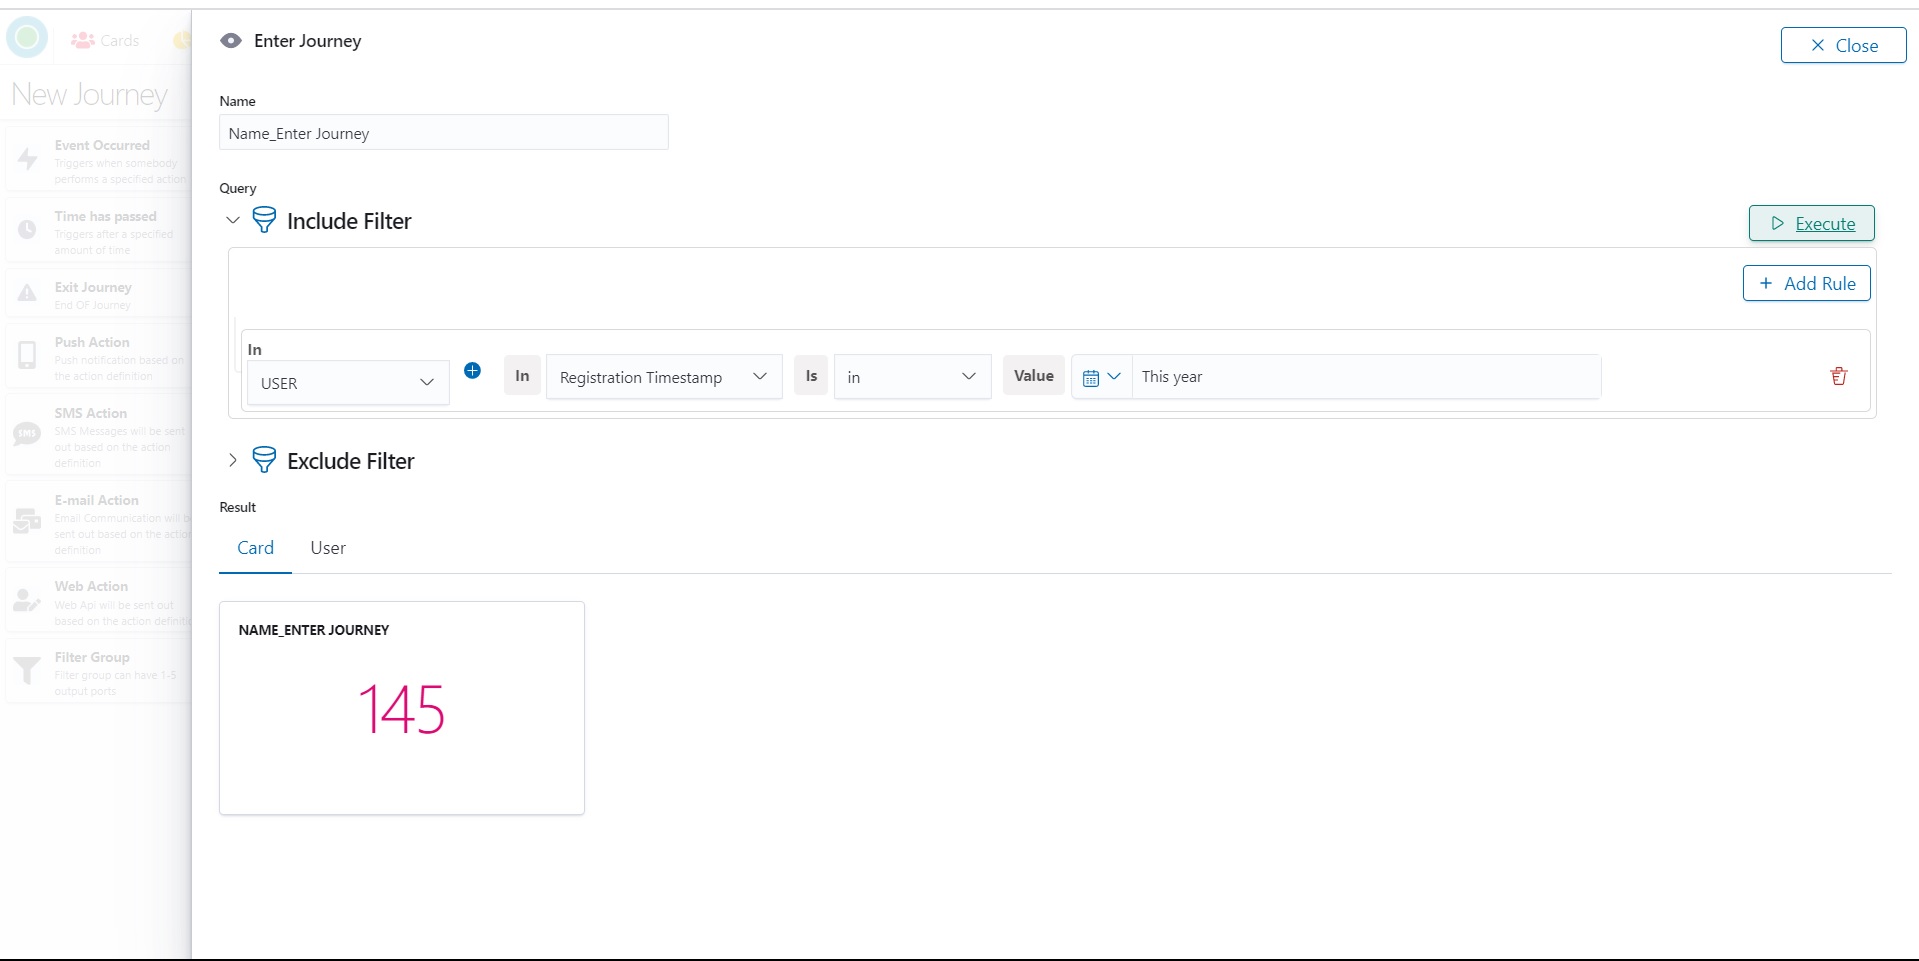 Cards
Enter Journey
Close
New Journey
Name
Name_Enter Journey
Event Occurred
Triggers when somebody
performs a specified action
Time has passed
Triggers after a specified
amount of time
Exit Journey
End OF Journey
Push Action
Push notification based on
the action definition
SMS Action
SMS
SMS Messages will be sent
out based on the action
definition
E-mail Action
Email Communication will be
sent out based on the action
definition
Web Action
Web Api will be sent out
based on the action
Filter Group
Filter group can have 1-5
output ports
Query
Include Filter
Execute
Add Rule
In
USER
In
Registration Timestamp
Is
in
Value
This year
Exclude Filter
Result
Card
User
NAME_ENTER JOURNEY
145